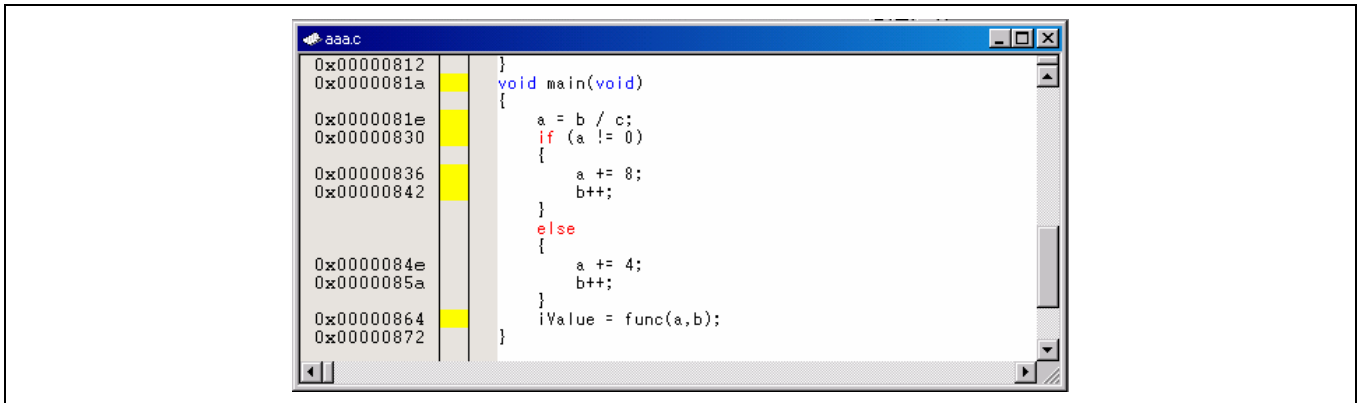 aaa.c
0x00000812 }
0x0000081a void main(void)
{
0x0000081e a = b / c;
0x00000830 if (a != 0)
{
0x00000836 a += 8;
0x00000842 b++;
}
else
{
0x0000084e a += 4;
0x0000085a b++;
}
0x00000864 iValue = func(a,b);
0x00000872 }